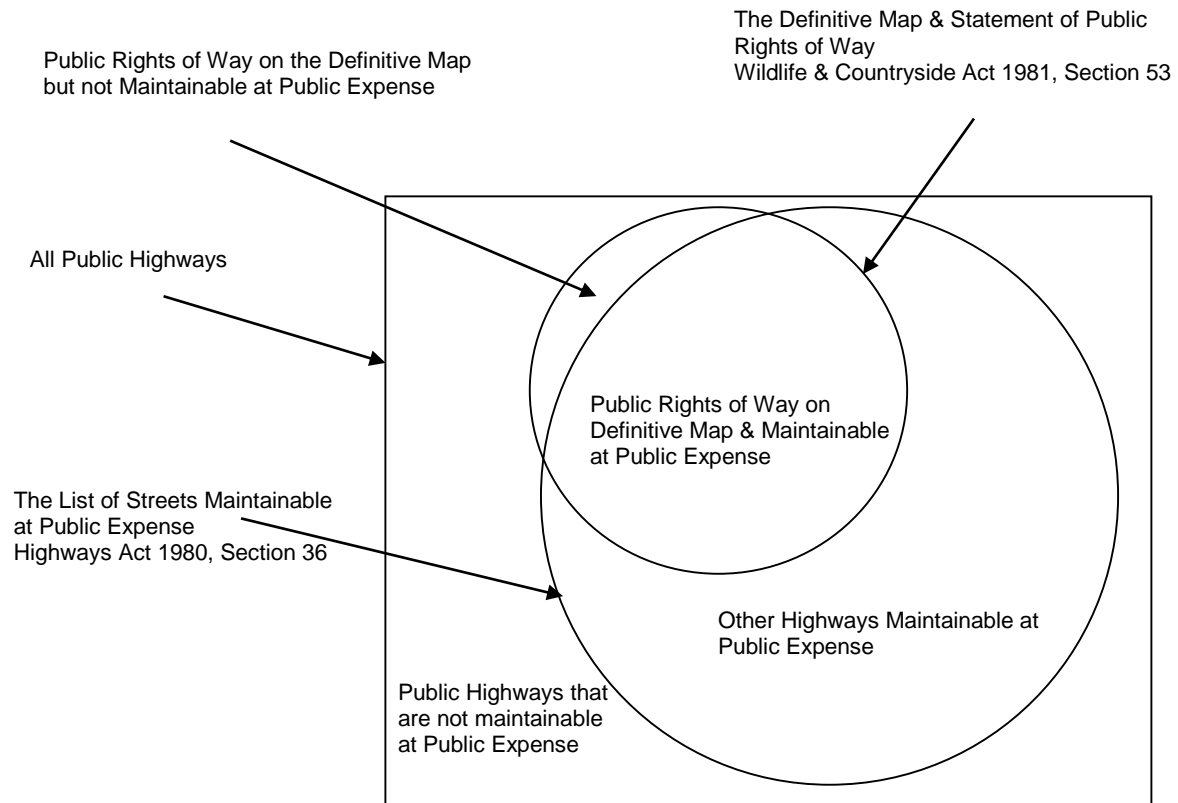 The Definitive Map & Statement of Public
Rights of Way
Wildlife & Countryside Act 1981, Section 53
Public Rights of Way on the Definitive Map
but not Maintainable at Public Expense
All Public Highways
Public Rights of Way on
Definitive Map & Maintainable
at Public Expense
The List of Streets Maintainable
at Public Expense
Highways Act 1980, Section 36
Other Highways Maintainable at
Public Expense
Public Highways that
are not maintainable
at Public Expense